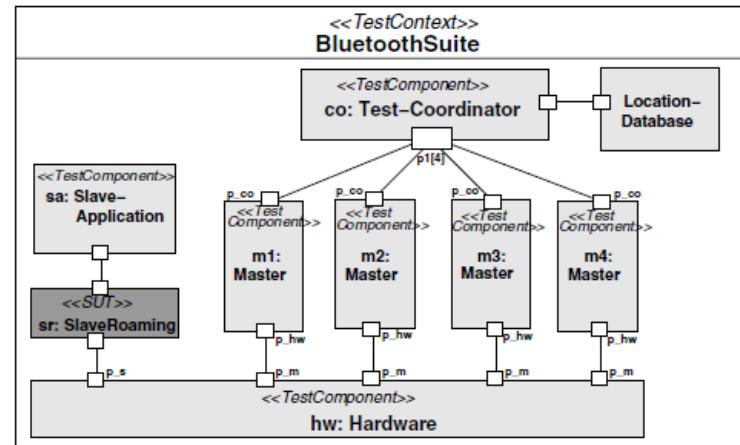 <<TestContext>>
BluetoothSuite
<<TestComponent>>
co: Test-Coordinator
Location-
Database
p1[4]
<<TestComponent>>
sa: Slave-
Application
p_co
p_co
p_co
p_co
<<Test
Component>>
m1:
Master
<<Test
Component>>
m2:
Master
<<Test
Component>>
m3:
Master
<<Test
Component>>
m4:
Master
<<SUT>>
sr: SlaveRoaming
p_hw
p_hw
p_hw
p_hw
p_s
p_m
p_m
p_m
p_m
<<TestComponent>>
hw: Hardware